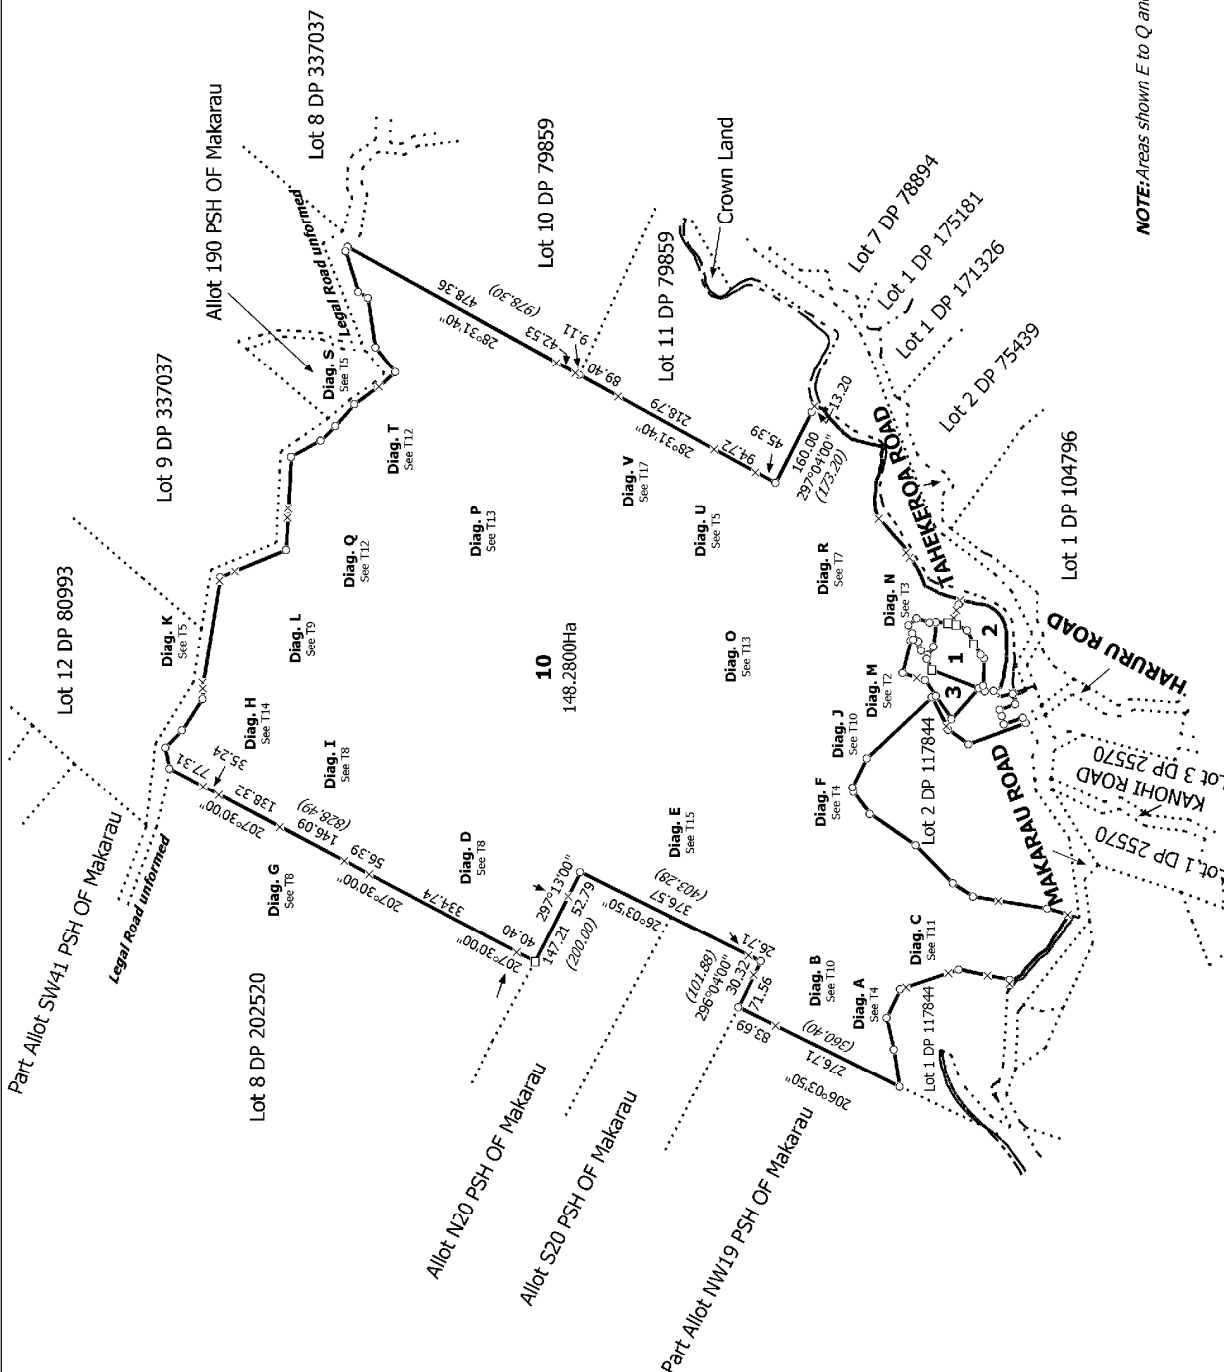 Lot 8 DP 337037
Allot 190 PSH OF Makarau
Lot 9 DP 337037
Lot 12 DP 80993
Part Allot SW41 PSH OF Makarau
Legal Road unformed
Legal Road unformed
Lot 10 DP 79859
Lot 11 DP 79859
Crown Land
Lot 7 DP 78894
Lot 1 DP 175181
Lot 1 DP 171326
Lot 2 DP 75439
Lot 1 DP 104796
NOTE: Areas shown E to Q an
Diag. S
See T5
Diag. T
See T12
Diag. K
See T5
Diag. Q
See T12
Diag. L
See T9
Diag. P
See T13
Diag. V
See T17
Diag. U
See T5
Diag. H
See T14
Diag. I
See T8
Diag. G
See T8
Diag. D
See T8
10
148.2800Ha
Diag. O
See T13
Diag. R
See T7
Diag. N
See T3
Diag. M
See T2
Diag. J
See T10
Diag. F
See T4
Diag. E
See T15
Diag. B
See T10
Diag. A
See T4
Diag. C
See T11
478.36
(978.30)
28°31'40"
42.53
9.11
89.40
218.79
28°31'40"
94.72
45.39
160.00
13.20
297°04'00"
(173.20)
77.31
35.24
207°30'00"
138.32
146.09
(828.49)
56.39
207°30'00"
334.74
207°30'00"
40.40
297°13'00"
147.21
52.79
(200.00)
376.57
(403.28)
26°03'50"
26.71
(101.88)
296°04'00"
30.32
71.56
83.69
276.71
(360.40)
206°03'50"
Lot 8 DP 202520
Allot N20 PSH OF Makarau
Allot S20 PSH OF Makarau
Part Allot NW19 PSH OF Makarau
Lot 1 DP 117844
Lot 2 DP 117844
1
2
3
TAHEKEROA ROAD
HARURU ROAD
MAKARAU ROAD
KANOHI ROAD
Lot 3 DP 25570
Lot 1 DP 25570